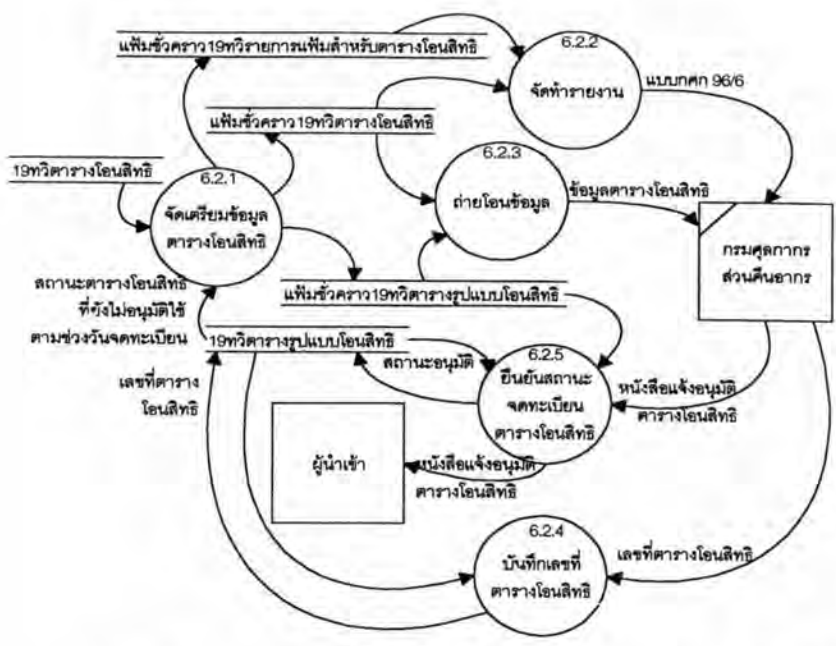 แฟ้มชั่วคราว19ทวิรายการแฟ้มสำหรับตารางโอนสิทธิ
6.2.2
จัดทำรายงาน
แบบกศก 96/6
แฟ้มชั่วคราว19ทวิตารางโอนสิทธิ
19ทวิตารางโอนสิทธิ
6.2.1
จัดเตรียมข้อมูล
ตารางโอนสิทธิ
6.2.3
ถ่ายโอนข้อมูล
ข้อมูลตารางโอนสิทธิ
กรมศุลกากร
ส่วนคืนอากร
สถานะตารางโอนสิทธิ
ที่ยังไม่อนุมัติใช้
ตามช่วงวันจดทะเบียน
แฟ้มชั่วคราว19ทวิตารางรูปแบบโอนสิทธิ
19ทวิตารางรูปแบบโอนสิทธิ
สถานะอนุมัติ
6.2.5
ยืนยันสถานะ
จดทะเบียน
ตารางโอนสิทธิ
หนังสือแจ้งอนุมัติ
ตารางโอนสิทธิ
เลขที่ตาราง
โอนสิทธิ
ผู้นำเข้า
หนังสือแจ้งอนุมัติ
ตารางโอนสิทธิ
6.2.4
บันทึกเลขที่
ตารางโอนสิทธิ
เลขที่ตารางโอนสิทธิ